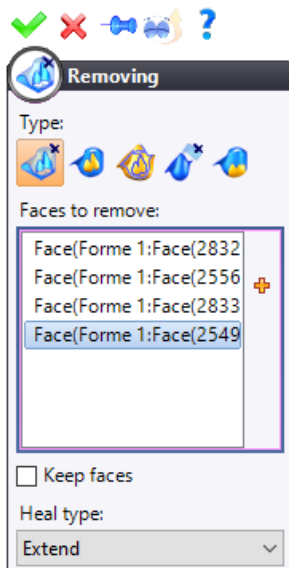 ?
Removing
Type:
Faces to remove:
Face(Forme 1:Face(2832
Face(Forme 1:Face(2556
Face(Forme 1:Face(2833
Face(Forme 1:Face(2549
Keep faces
Heal type:
Extend